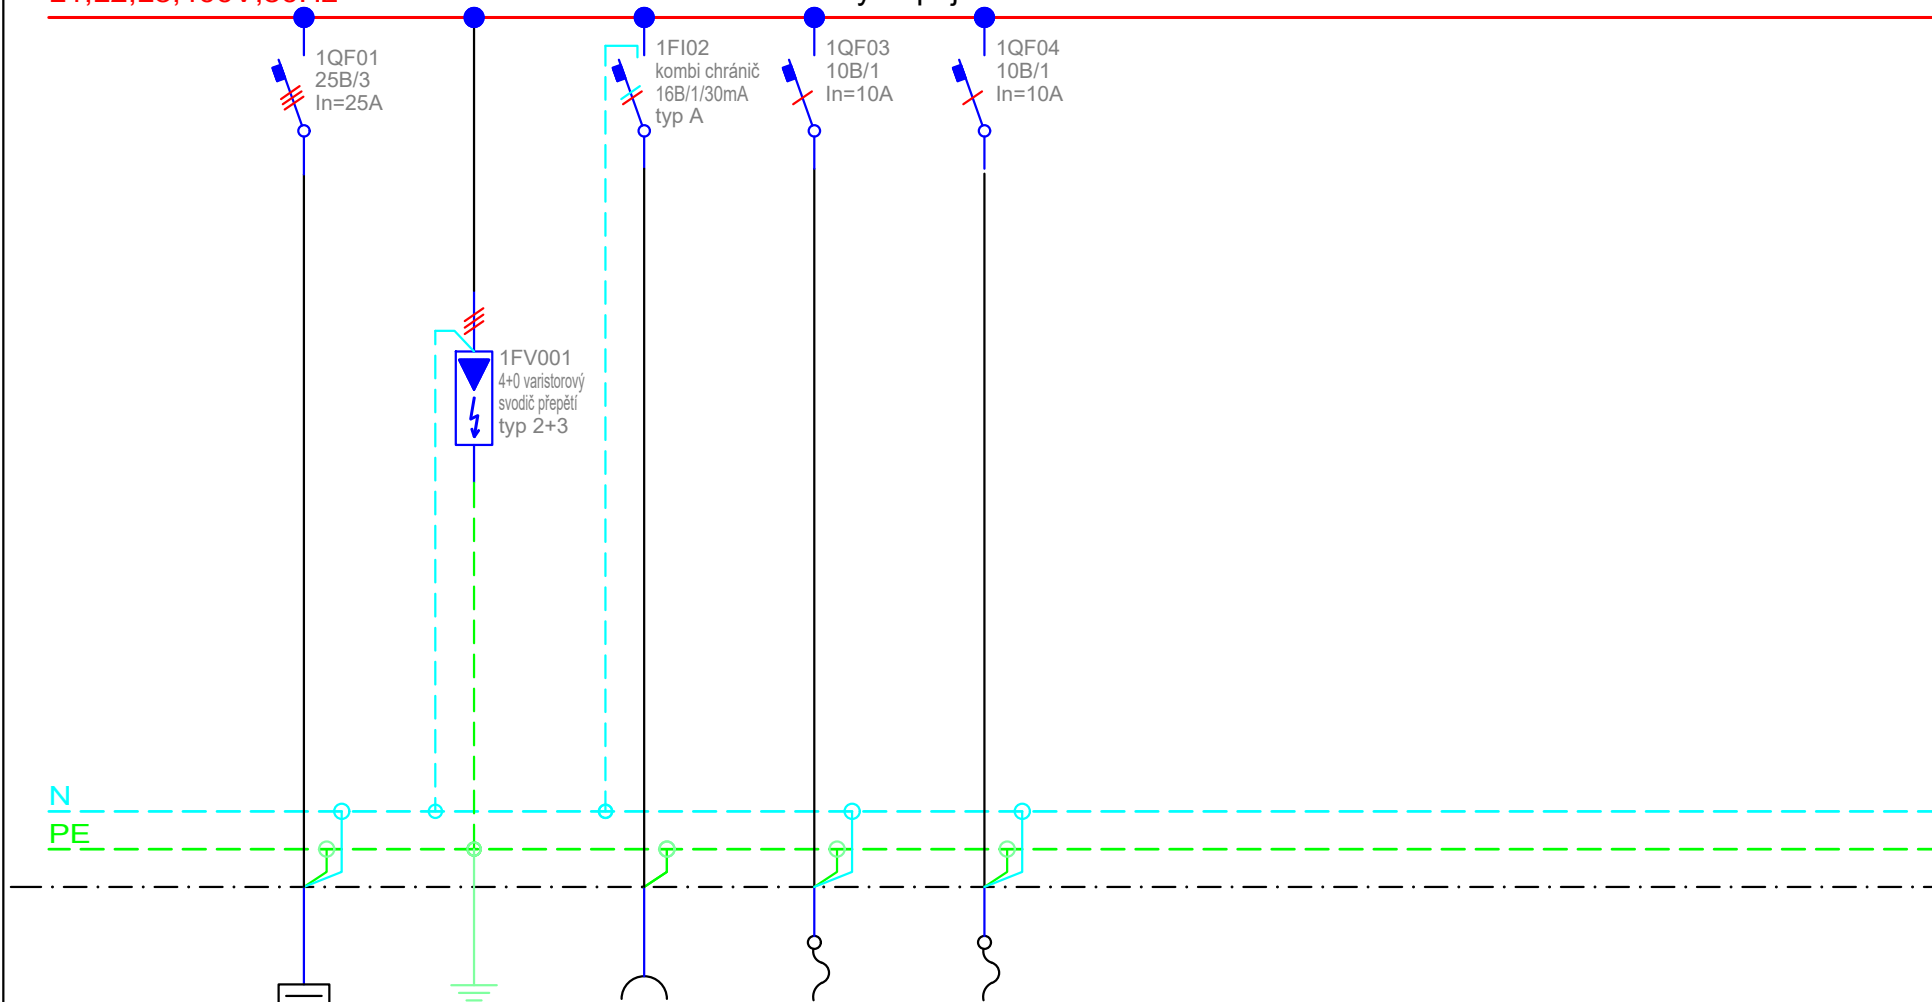 1QF01
25B/3
In=25A
1FI02
kombi chránič
16B/1/30mA
typ A
1QF03
10B/1
In=10A
1QF04
10B/1
In=10A
1FV001
4+0 varistorový
svodič přepětí
typ 2+3
N
PE